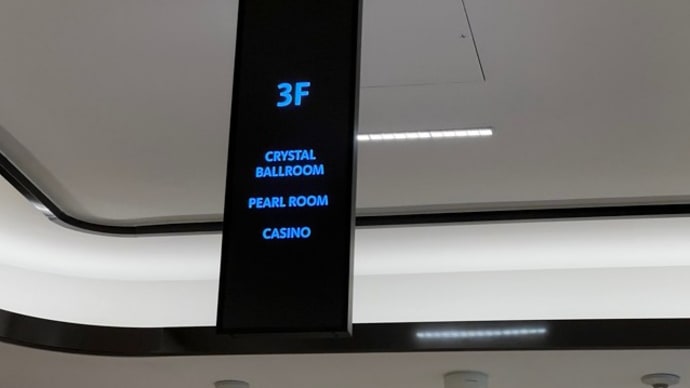 3F
CRYSTAL
BALLROOM
PEARL ROOM
CASINO